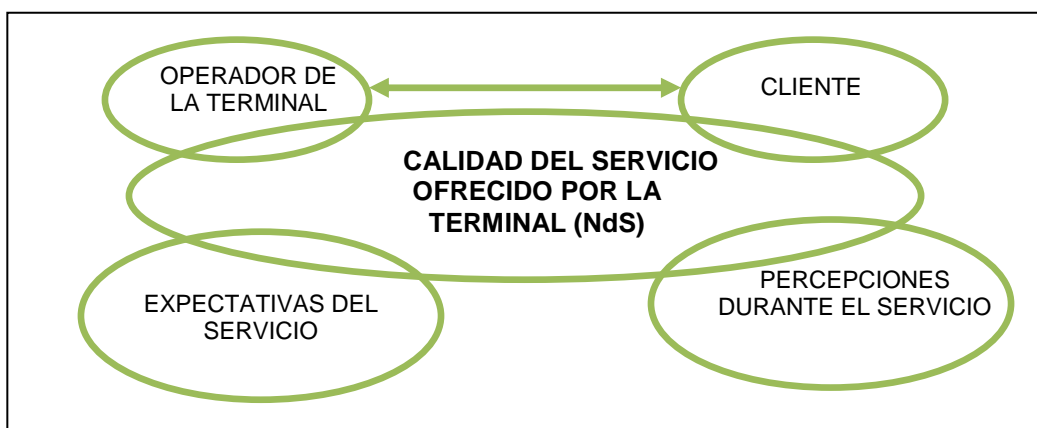 OPERADOR DE
LA TERMINAL
CLIENTE
CALIDAD DEL SERVICIO
OFRECIDO POR LA
TERMINAL (NdS)
EXPECTATIVAS DEL
SERVICIO
PERCEPCIONES
DURANTE EL SERVICIO